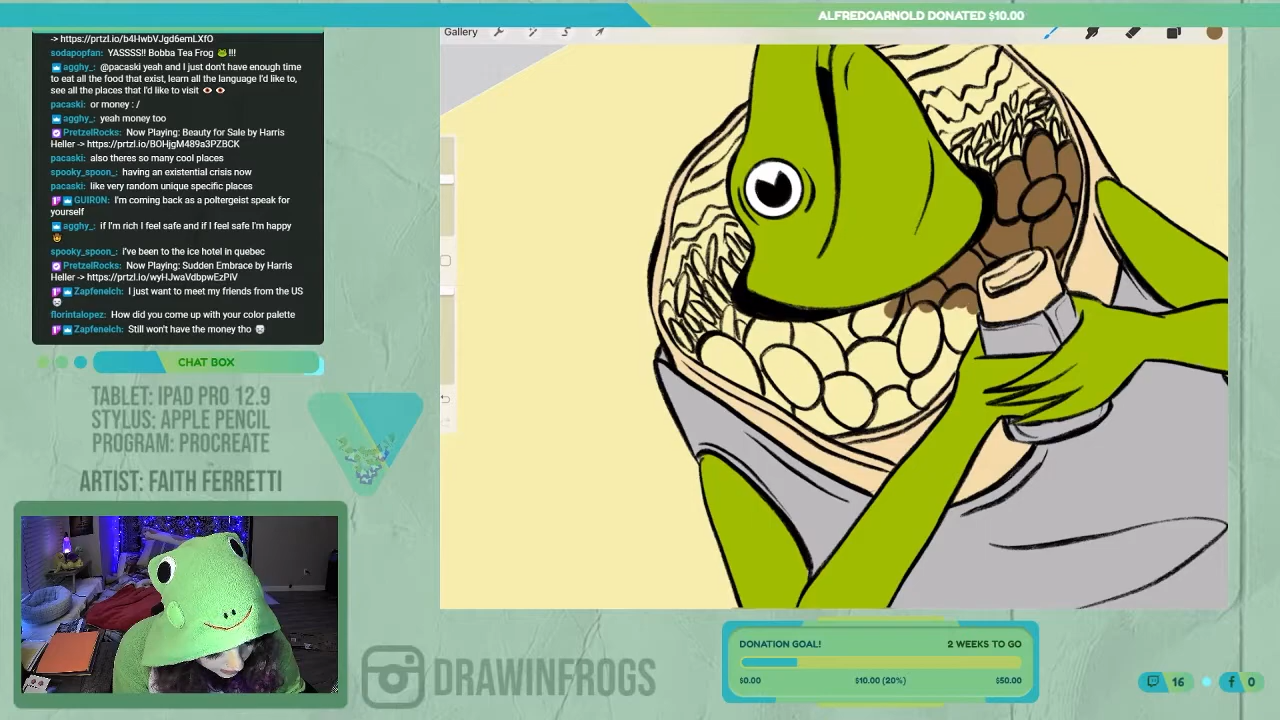 ALFREDOARNOLD DONATED $10.00
-> https://prtzl.io/b4HwbVJgd6emLXfO
sodapopfan: YASSSS!! Bobba Tea Frog 🐸 !!!
agghy_: @pacaski yeah and I just don't have enough time
to eat all the food that exist, learn all the language I'd like to,
see all the places that I'd like to visit 👁️ 👁️
pacaski: or money : /
agghy_: yeah money too
PretzelRocks: Now Playing: Beauty for Sale by Harris
Heller -> https://prtzl.io/BOHjgM489a3PZBCK
pacaski: also theres so many cool places
spooky_spoon_: having an existential crisis now
pacaski: like very random unique specific places
GUIR0N: I'm coming back as a poltergeist speak for
yourself
agghy_: if I'm rich I feel safe and if I feel safe I'm happy
spooky_spoon_: i've been to the ice hotel in quebec
PretzelRocks: Now Playing: Sudden Embrace by Harris
Heller -> https://prtzl.io/wyHJwaVdbpwEzPlV
Zapfenelch: I just want to meet my friends from the US
florintalopez: How did you come up with your color palette
Zapfenelch: Still won't have the money tho
CHAT BOX
TABLET: IPAD PRO 12.9
STYLUS: APPLE PENCIL
PROGRAM: PROCREATE
ARTIST: FAITH FERRETTI
Gallery
DRAWINFROGS
DONATION GOAL! 2 WEEKS TO GO
$0.00 $10.00 (20%) $50.00
16 0